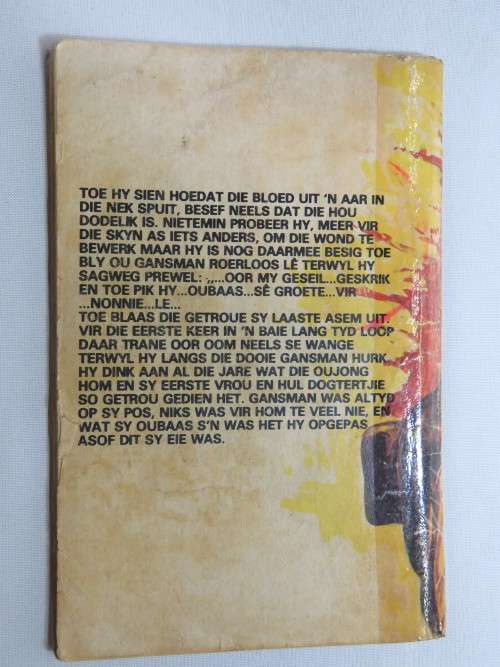 TOE HY SIEN HOEDAT DIE BLOED UIT 'N AAR IN
DIE NEK SPUIT, BESEF NEELS DAT DIE HOU
DODELIK IS. NIETEMIN PROBEER HY, MEER VIR
DIE SKYN AS IETS ANDERS, OM DIE WOND TE
BEWERK MAAR HY IS NOG DAARMEE BESIG TOE
BLY OU GANSMAN ROERLOOS LÊ TERWYL HY
SAGWEG PREWEL: ,,...OOR MY GESEIL...GESKRIK
EN TOE PIK HY...OUBAAS...SÊ GROETE...VIR
...NONNIE...LE...
TOE BLAAS DIE GETROUE SY LAASTE ASEM UIT.
VIR DIE EERSTE KEER IN 'N BAIE LANG TYD LOOP
DAAR TRANE OOR OOM NEELS SE WANGE
TERWYL HY LANGS DIE DOOIE GANSMAN HURK.
HY DINK AAN AL DIE JARE WAT DIE OUJONG
HOM EN SY EERSTE VROU EN HUL DOGTERTJIE
SO GETROU GEDIEN HET. GANSMAN WAS ALTYD
OP SY POS, NIKS WAS VIR HOM TE VEEL NIE, EN
WAT SY OUBAAS S'N WAS HET HY OPGEPAS
ASOF DIT SY EIE WAS.